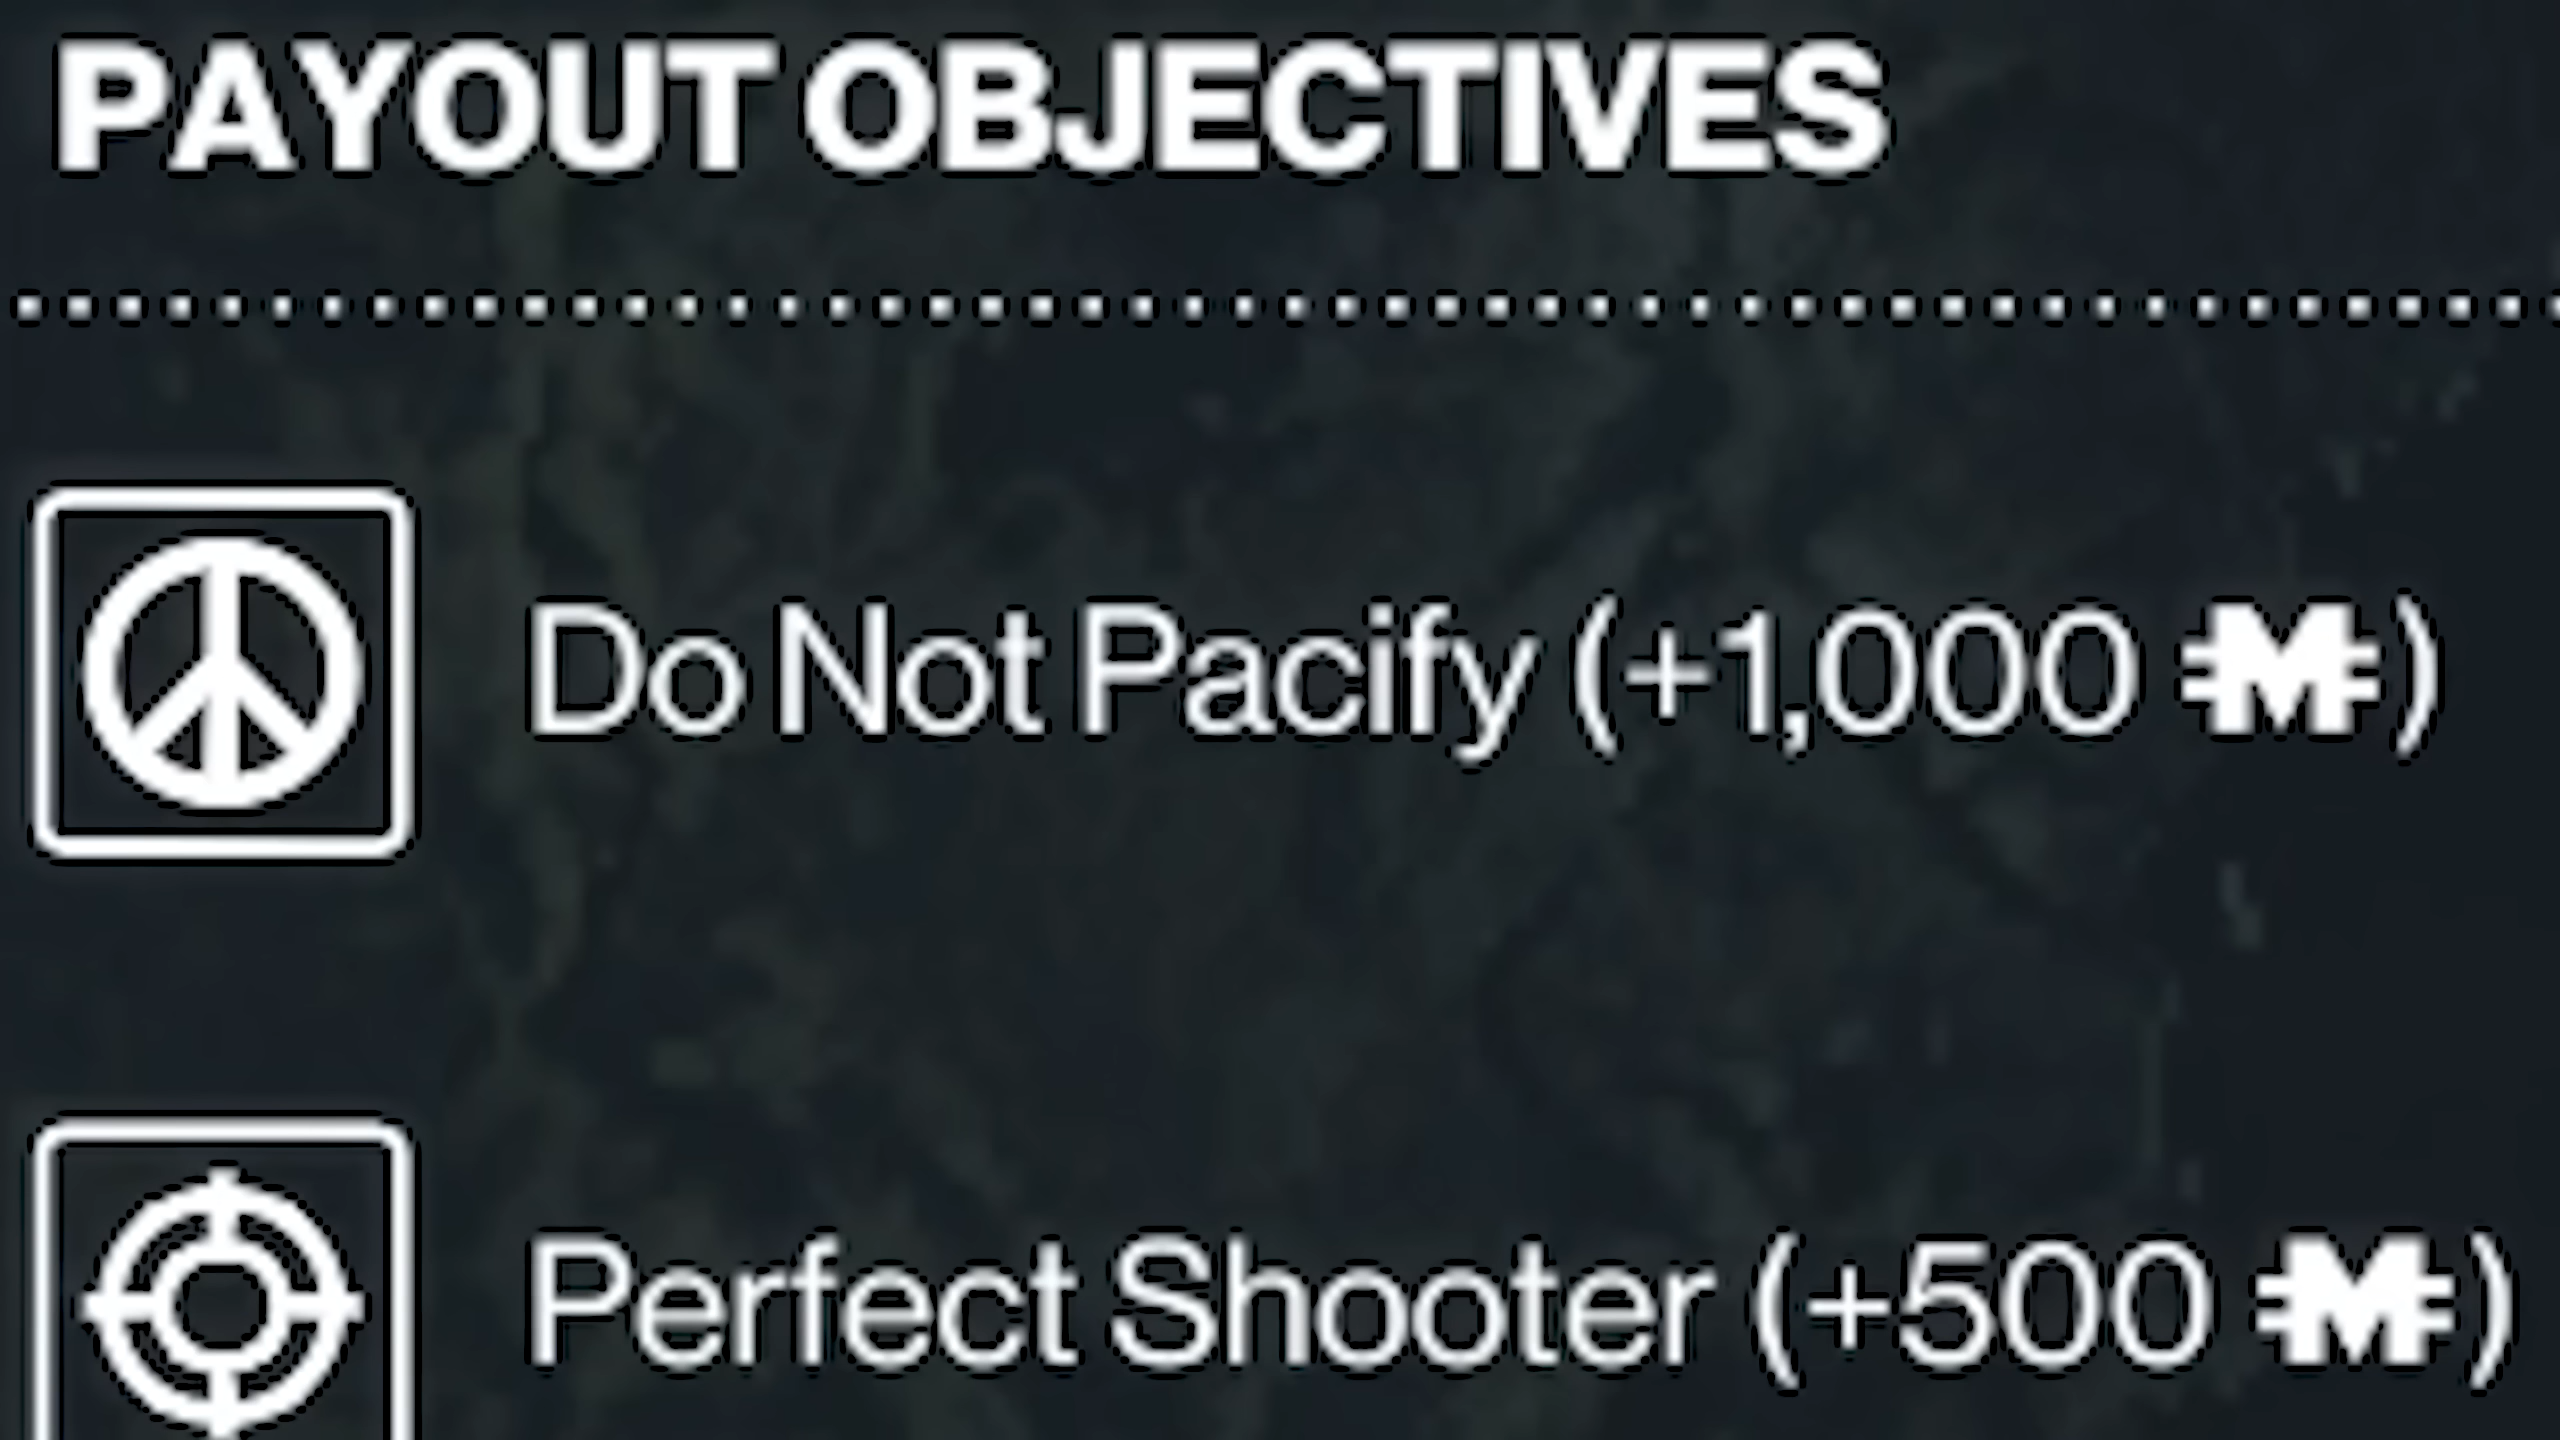 PAYOUT OBJECTIVES
Do Not Pacify (+1,000 M)
Perfect Shooter (+500 M)